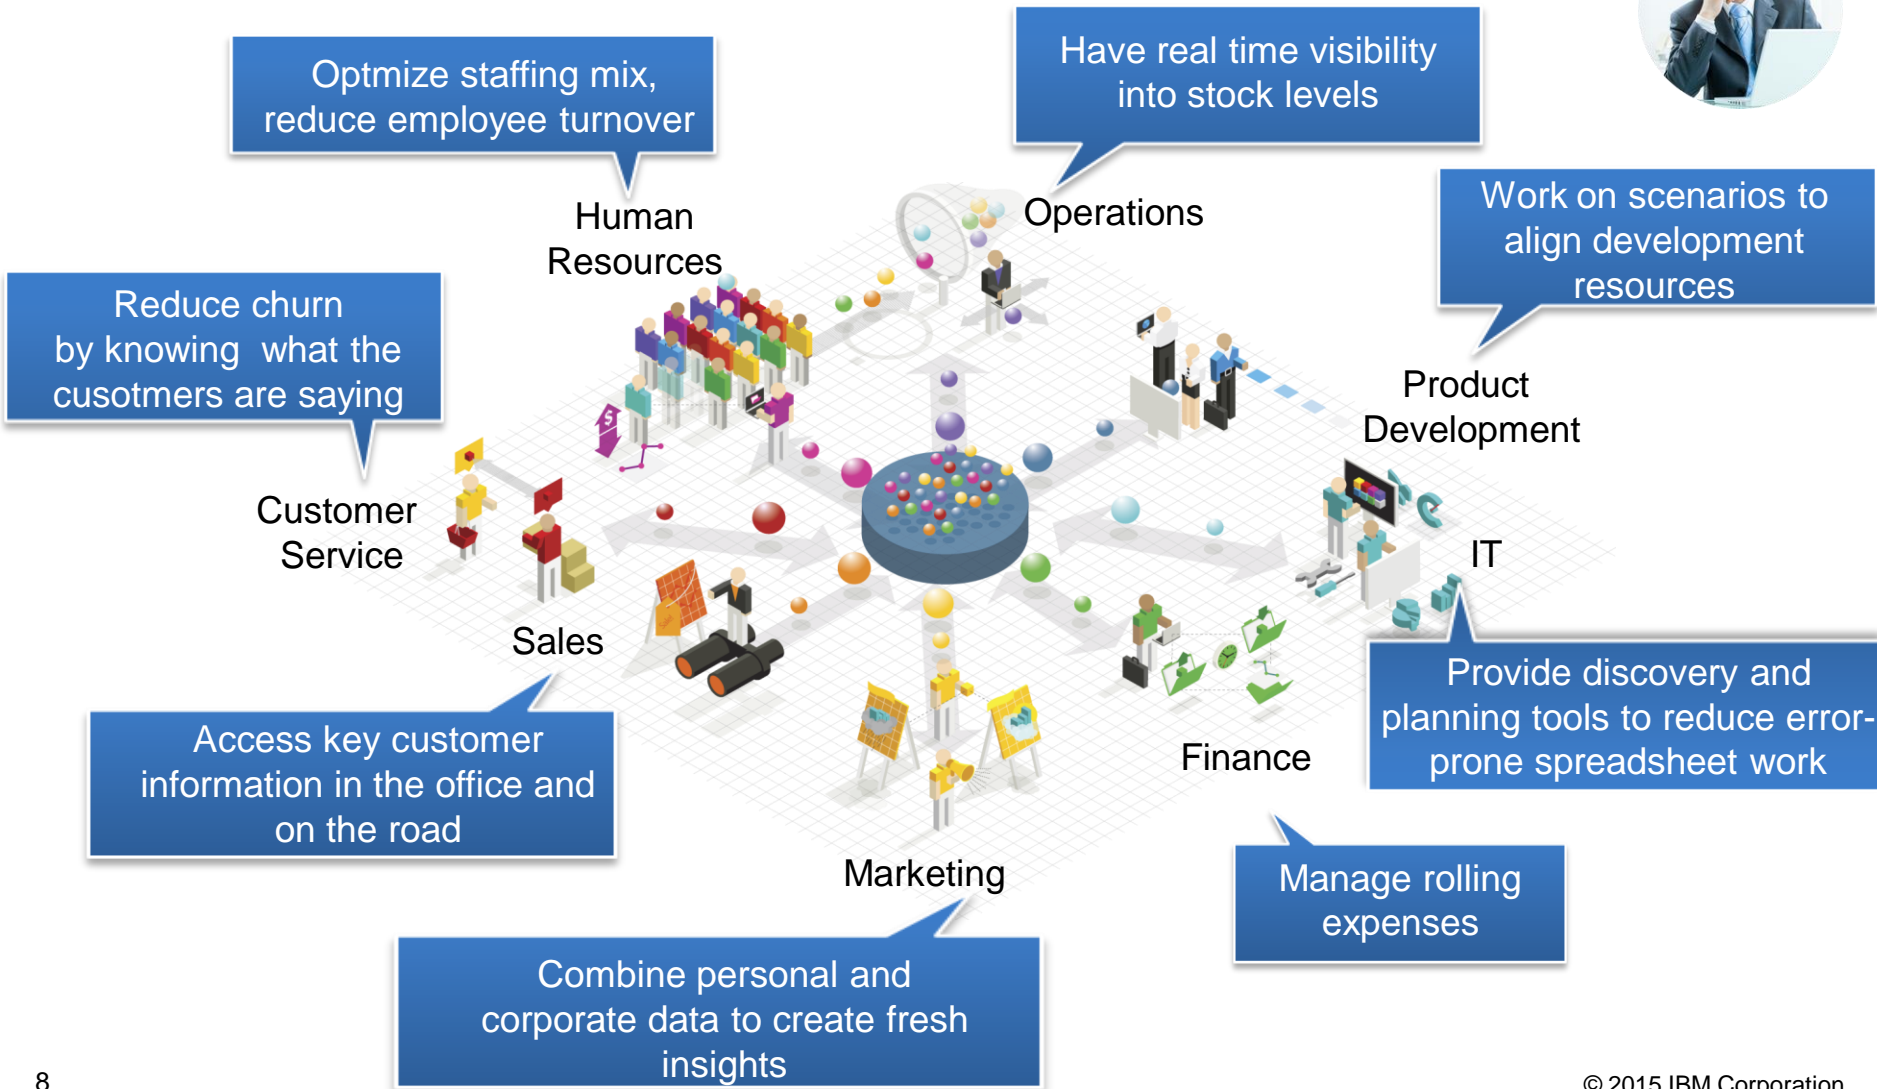 Optmize staffing mix,
reduce employee turnover
Have real time visibility
into stock levels
Human
Resources
Operations
Work on scenarios to
align development
resources
Reduce churn
by knowing  what the
cusotmers are saying
Product
Development
Customer
Service
IT
Sales
Provide discovery and
planning tools to reduce error-
prone spreadsheet work
Access key customer
information in the office and
on the road
Finance
Marketing
Manage rolling
expenses
Combine personal and
corporate data to create fresh
insights
8
© 2015 IBM Corporation
$
Sale